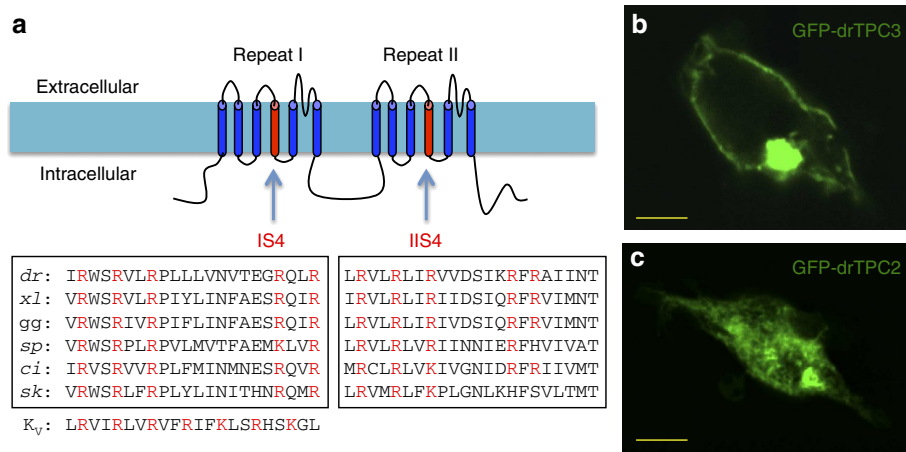 a
Repeat I
Repeat II
Extracellular
Intracellular
IS4
IIS4
dr: IRWSRVLRPLLLVNVTEGRQLR LRVLRLIRVVDSIKRFRAIINT
xl: VRWSRVLRPIYLINFAESRQIR IRVLRLIRIIDSIQRFRVIMNT
gg: VRWSRIVRPIFLINFAESRQIR LRVLRLIRIVDSIQRFRVIMNT
sp: VRWSRPLRPVLMVTFAEMKLVR LRVLRLVRIINNIERFHVIVAT
ci: IRVSRVVRPLFMINMNESRQVR MRCLRLVKIVGNIDRFRIIVMT
sk: VRWSRLFRPLYLINITHNRQMR LRVMRLFKPLGNLKHFSVLTMT
KV: LRVIRLVRVFRIFKLSRHSKGL
b
GFP-drTPC3
c
GFP-drTPC2